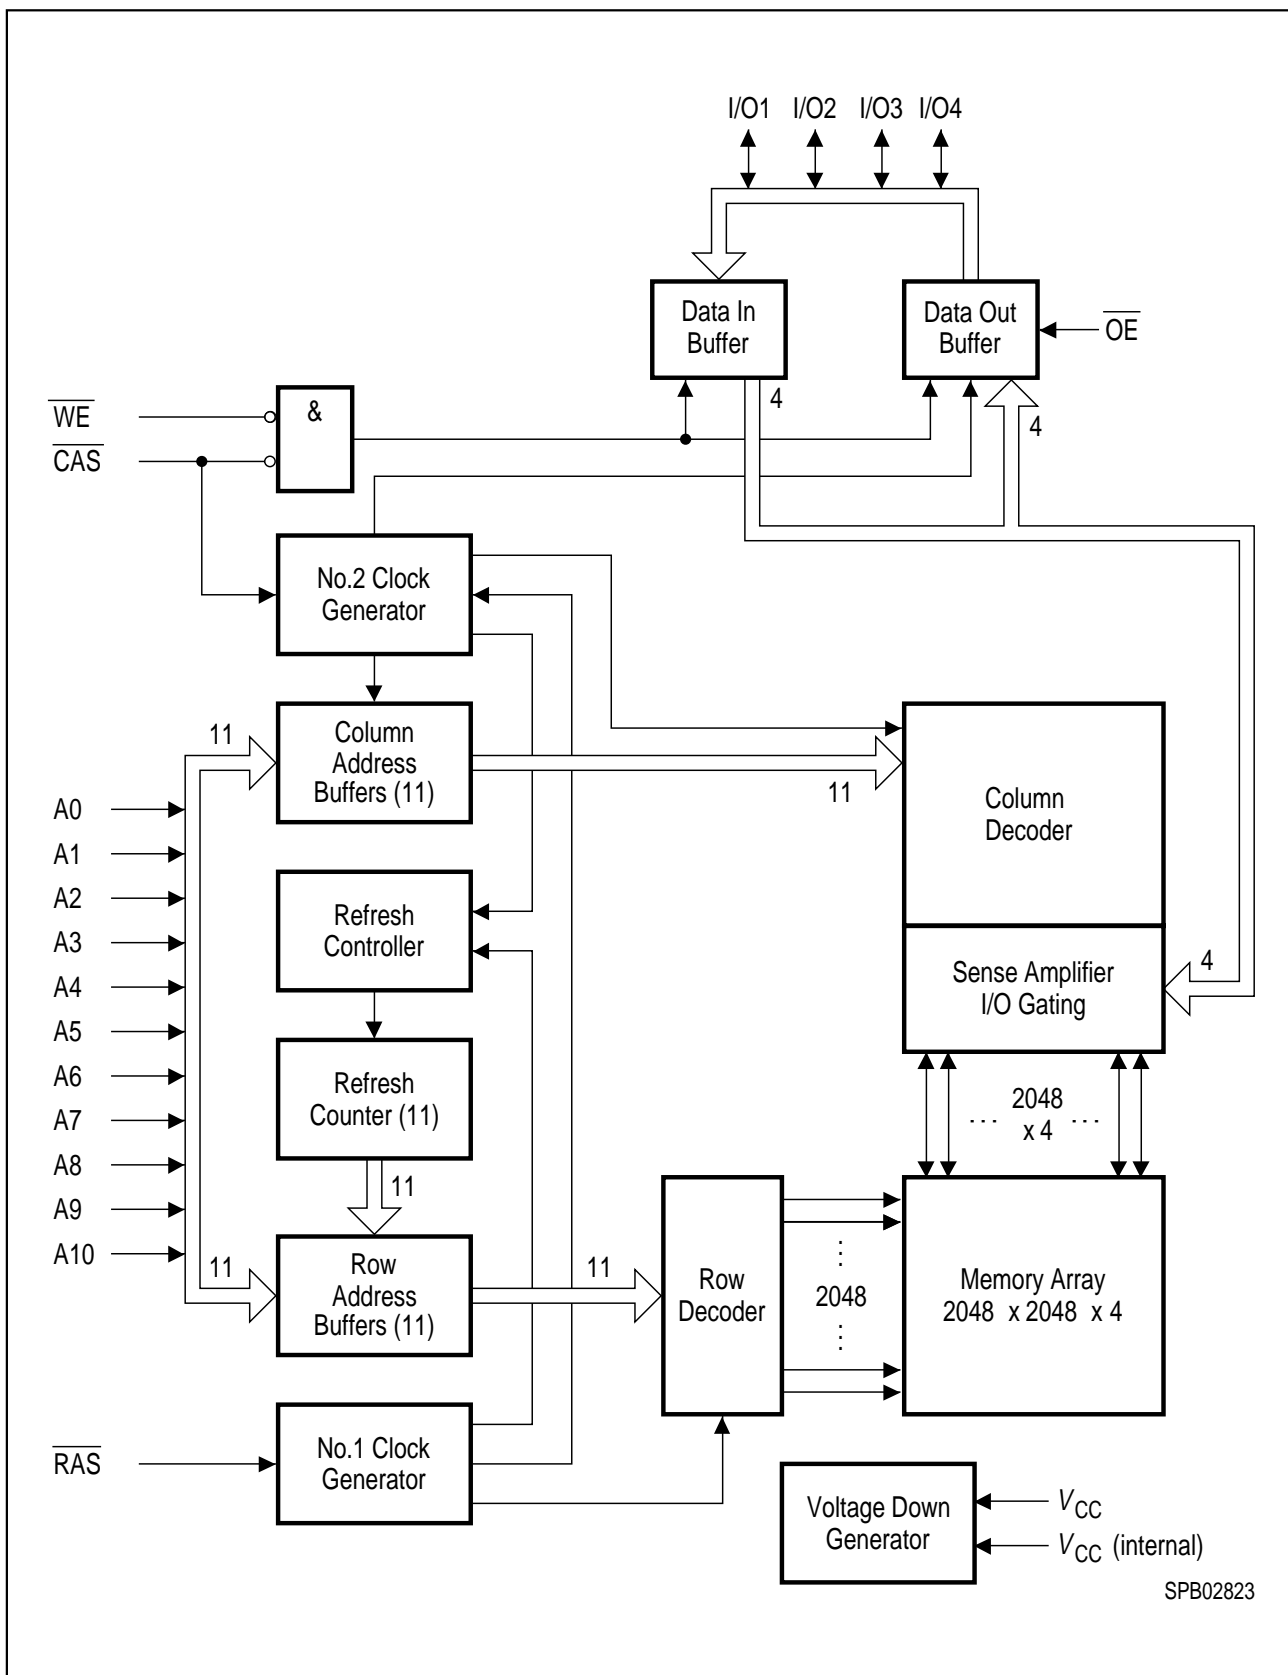 I/O1 I/O2 I/O3 I/O4
Data In
Buffer
Data Out
Buffer
OE
4
4
WE
&
CAS
No.2 Clock
Generator
11
Column
Address
Buffers (11)
11
Column
Decoder
A0
A1
A2
A3
A4
A5
A6
A7
A8
A9
A10
Refresh
Controller
Sense Amplifier
I/O Gating
4
Refresh
Counter (11)
2048
x 4
11
11
Row
Address
Buffers (11)
11
Row
Decoder
2048
Memory Array
2048 x 2048 x 4
RAS
No.1 Clock
Generator
Voltage Down
Generator
VCC
VCC (internal)
SPB02823